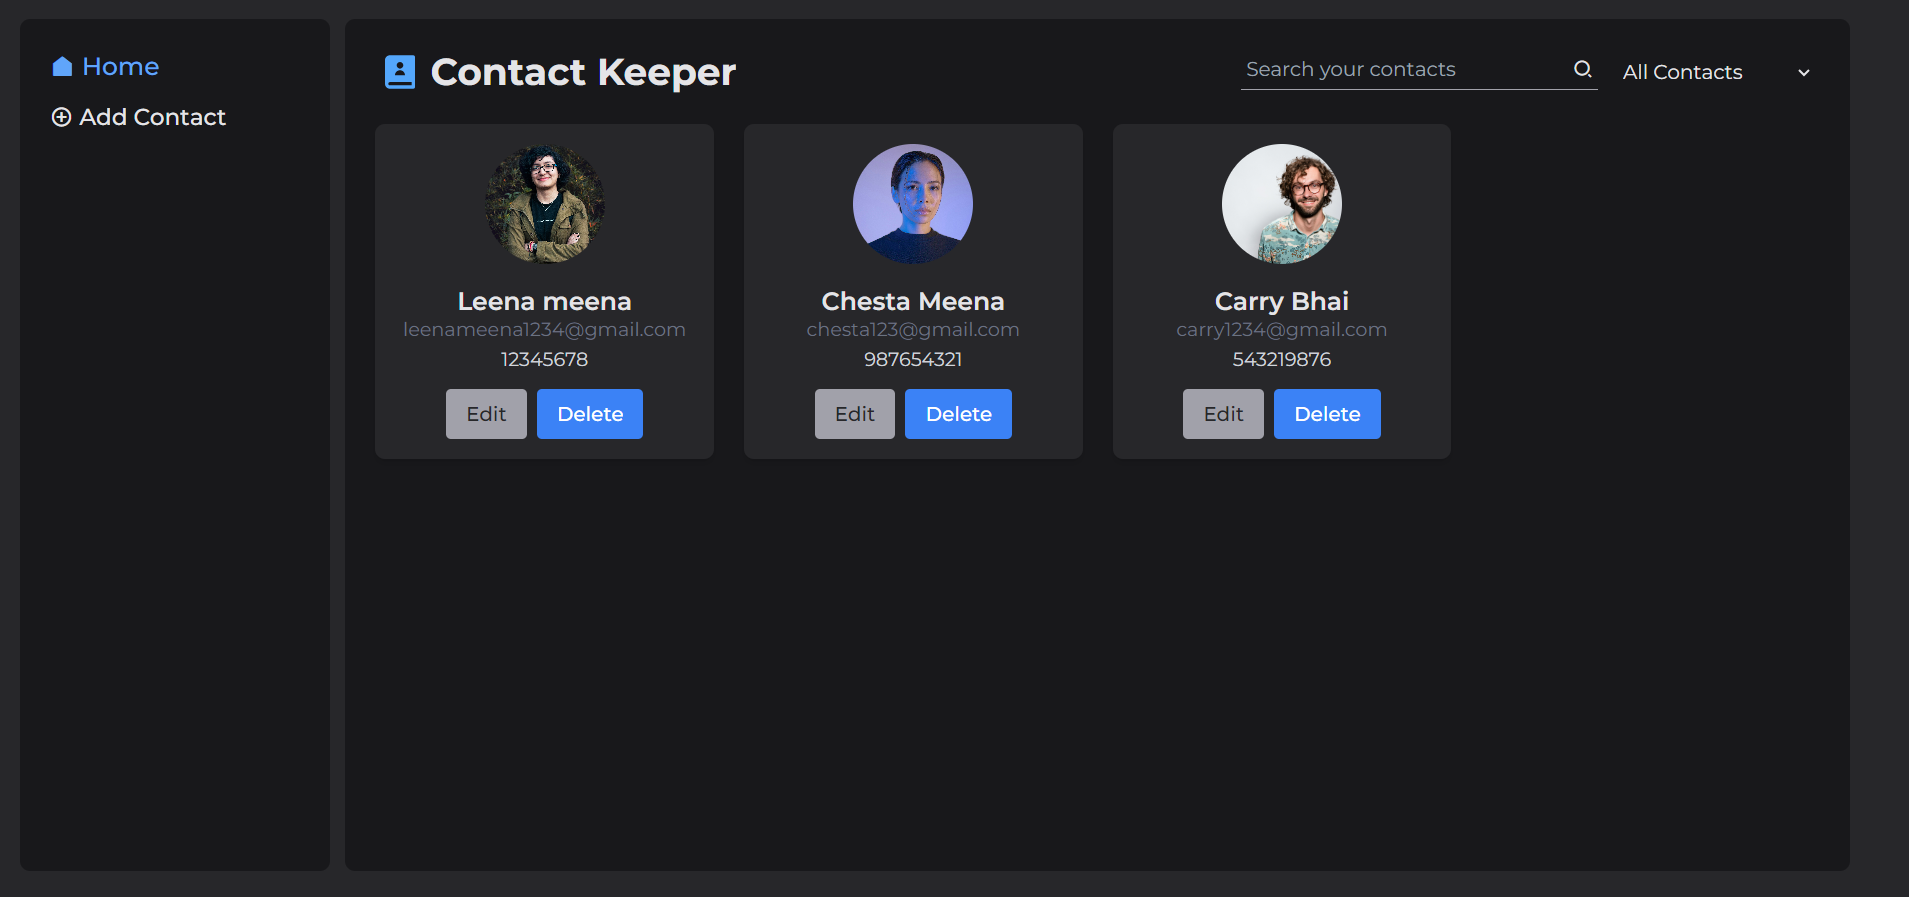 Home
Add Contact
Contact Keeper
Search your contacts
All Contacts
Leena meena
leenameena1234@gmail.com
12345678
Edit Delete
Chesta Meena
chesta123@gmail.com
987654321
Edit Delete
Carry Bhai
carry1234@gmail.com
543219876
Edit Delete